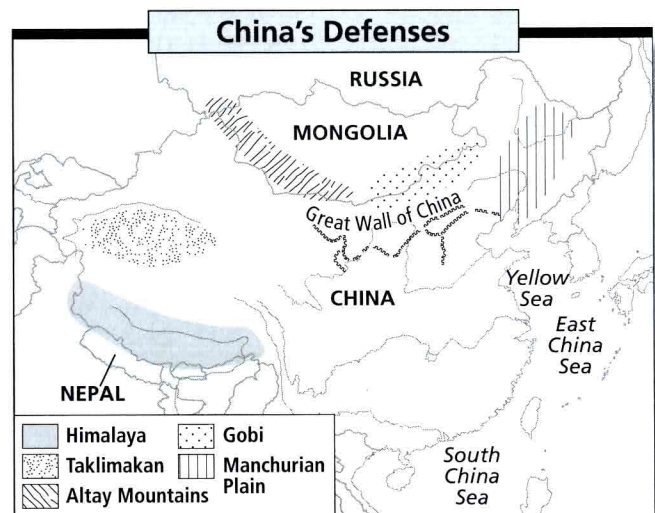 China's Defenses
RUSSIA
MONGOLIA
Great Wall of China
CHINA
Yellow
Sea
East
China
Sea
NEPAL
South
China
Sea
Himalaya
Taklimakan
Altay Mountains
Gobi
Manchurian
Plain